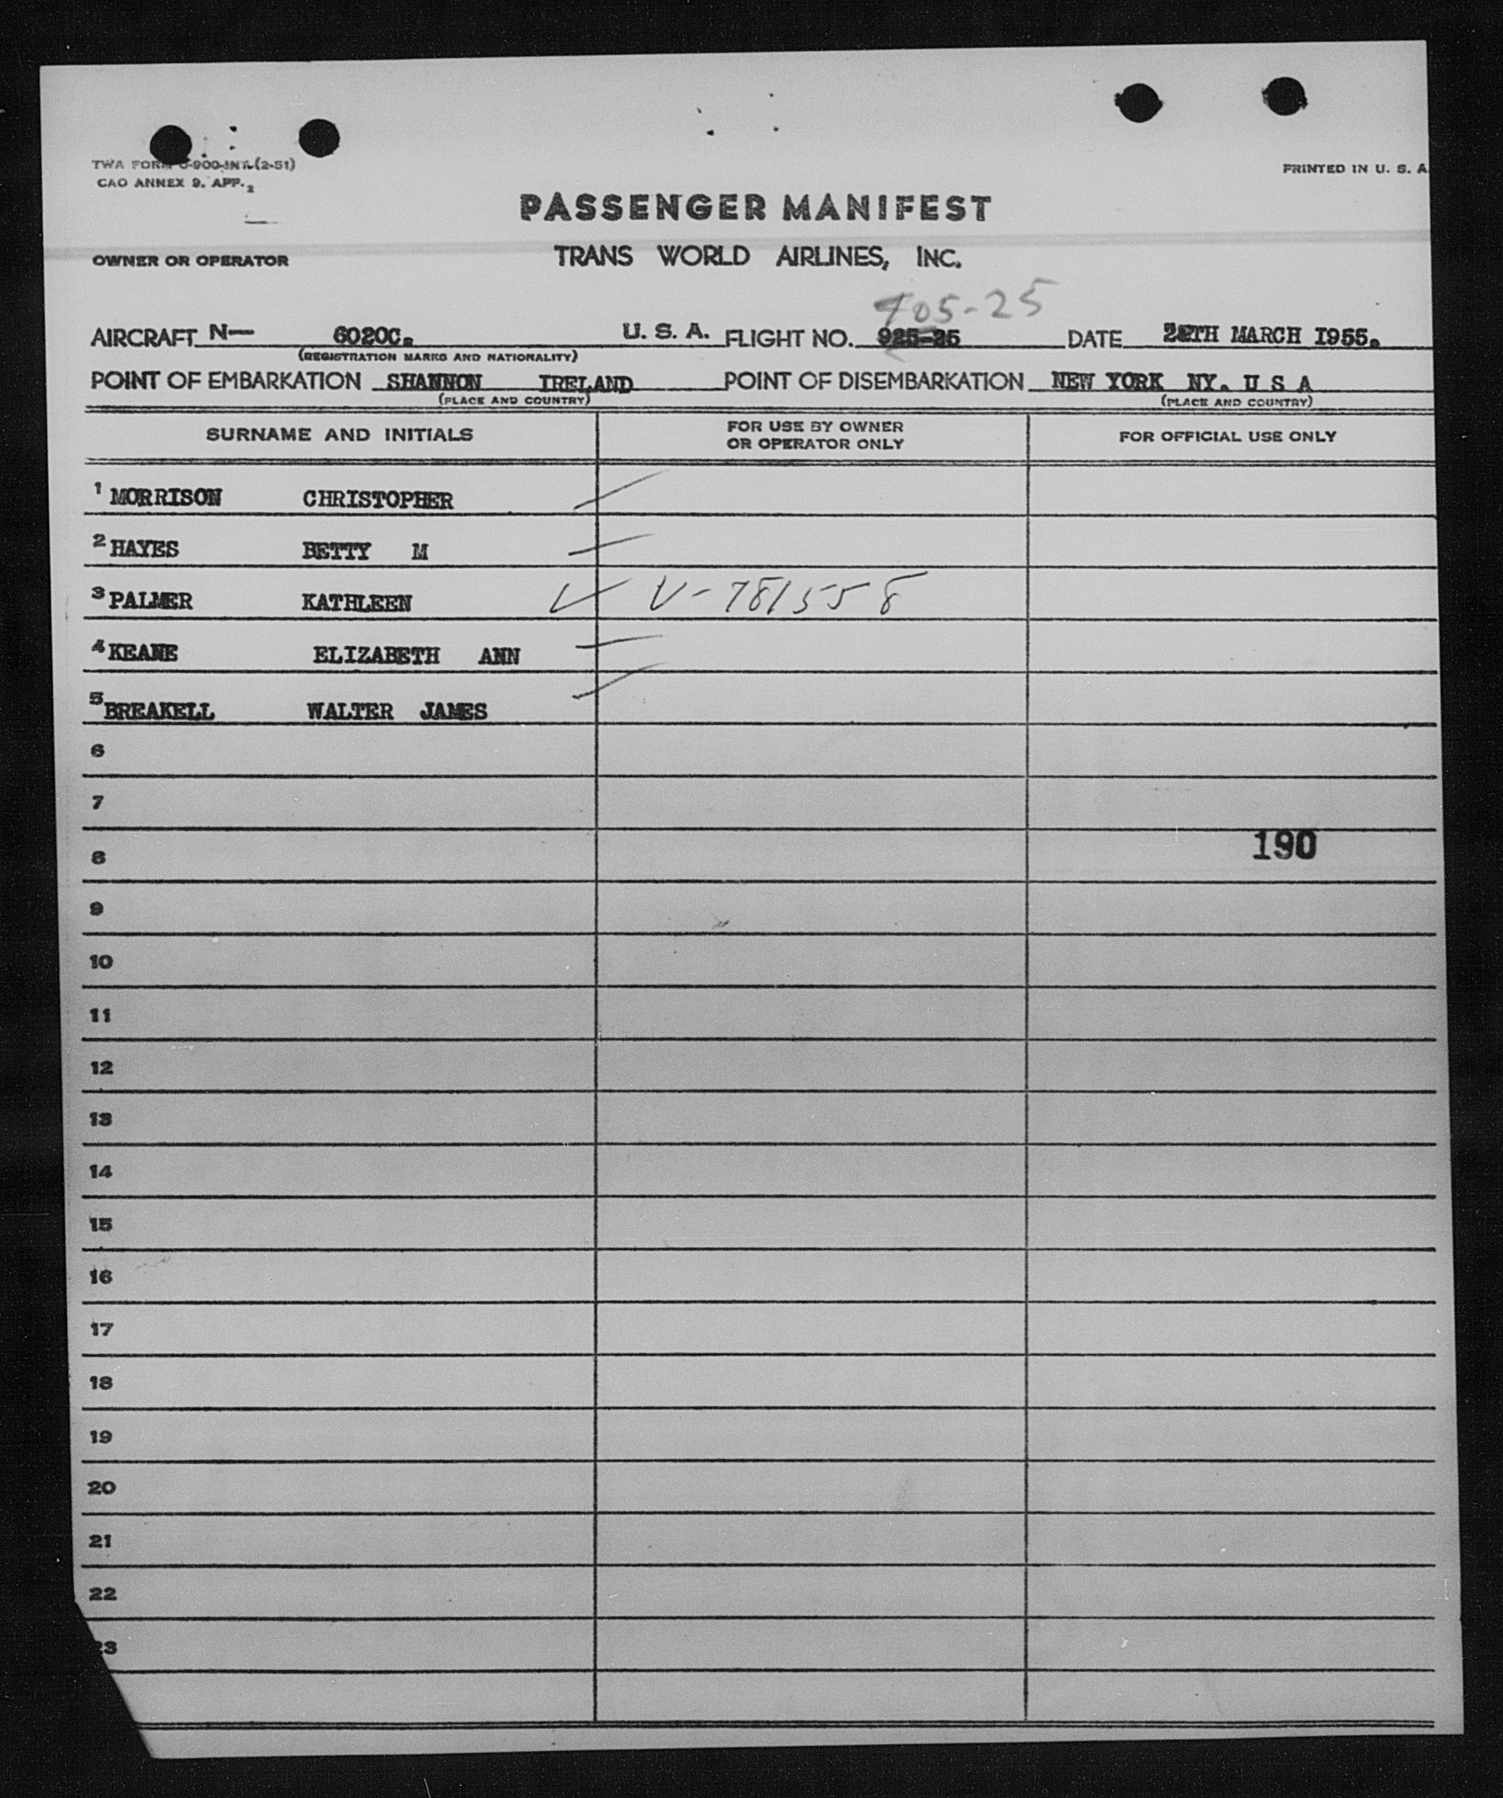 TWA FORM O-900-INT. (2-51)
CAO ANNEX 9. APP. 2
PRINTED IN U. S. A
PASSENGER MANIFEST
OWNER OR OPERATOR
TRANS WORLD AIRLINES, INC.
705-25
AIRCRAFT N— 6020C. U. S. A. FLIGHT NO. 925-25 DATE MARCH 1955.
(REGISTRATION MARKS AND NATIONALITY)
POINT OF EMBARKATION SHANNON IRELAND POINT OF DISEMBARKATION NEW YORK NY. U S A
(PLACE AND COUNTRY) (PLACE AND COUNTRY)
SURNAME AND INITIALS
FOR USE BY OWNER
OR OPERATOR ONLY
FOR OFFICIAL USE ONLY
1 MORRISON CHRISTOPHER
2 HAYES BETTY M
3 PALMER KATHLEEN V-781558
4 KEANE ELIZABETH ANN
5 BREAKELL WALTER JAMES
6
7
8 190
9
10
11
12
13
14
15
16
17
18
19
20
21
22
23